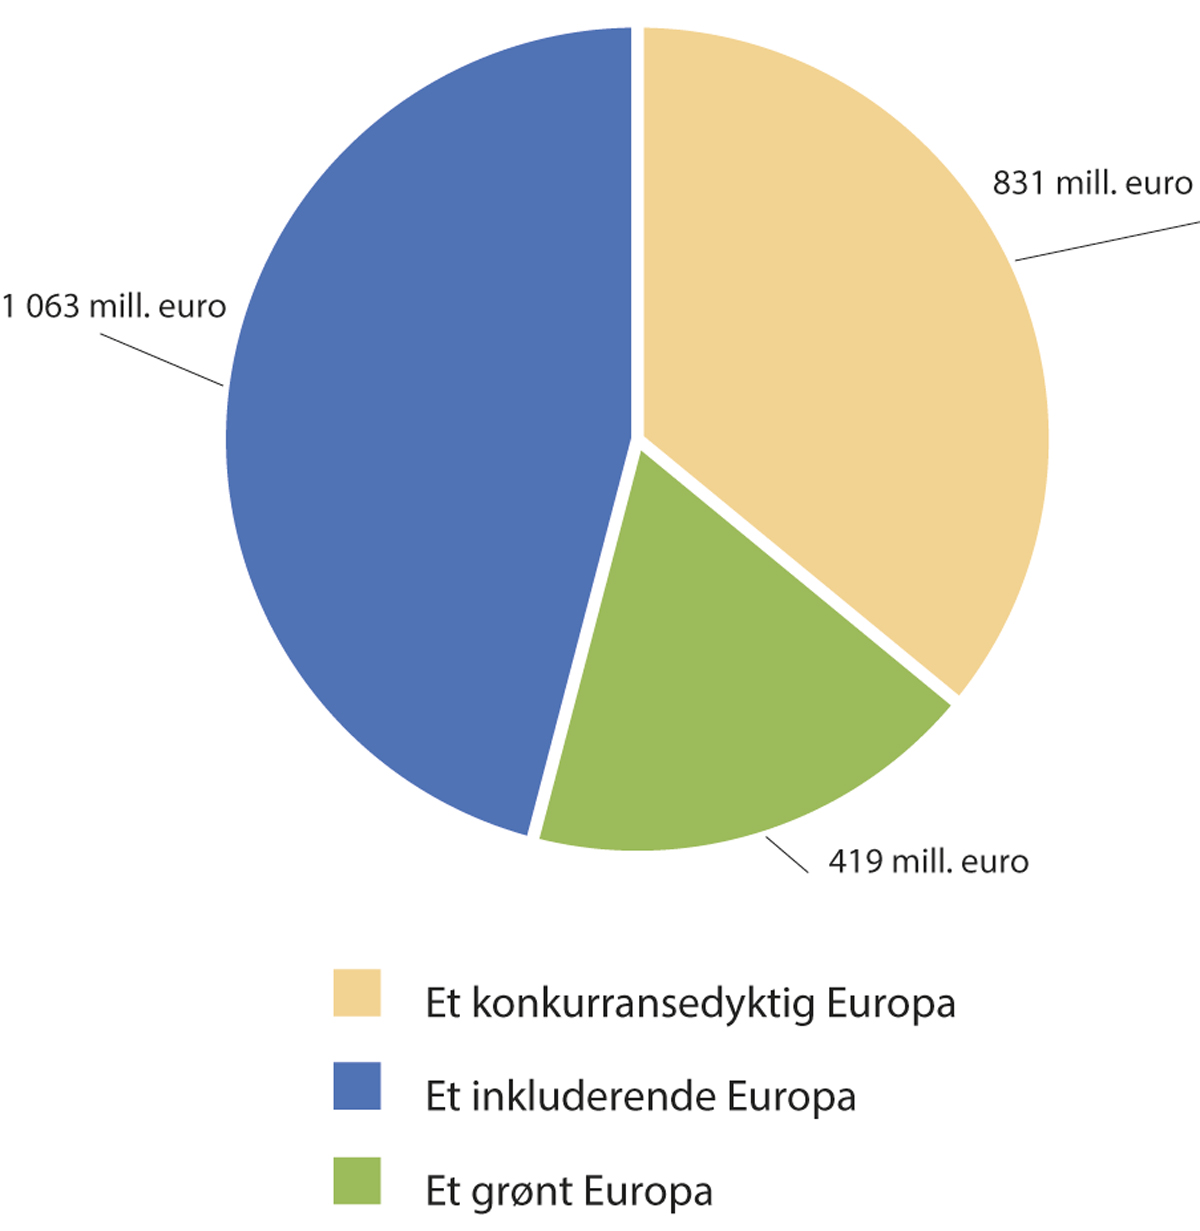 831 mill. euro
1 063 mill. euro
419 mill. euro
Et konkurransedyktig Europa
Et inkluderende Europa
Et grønt Europa